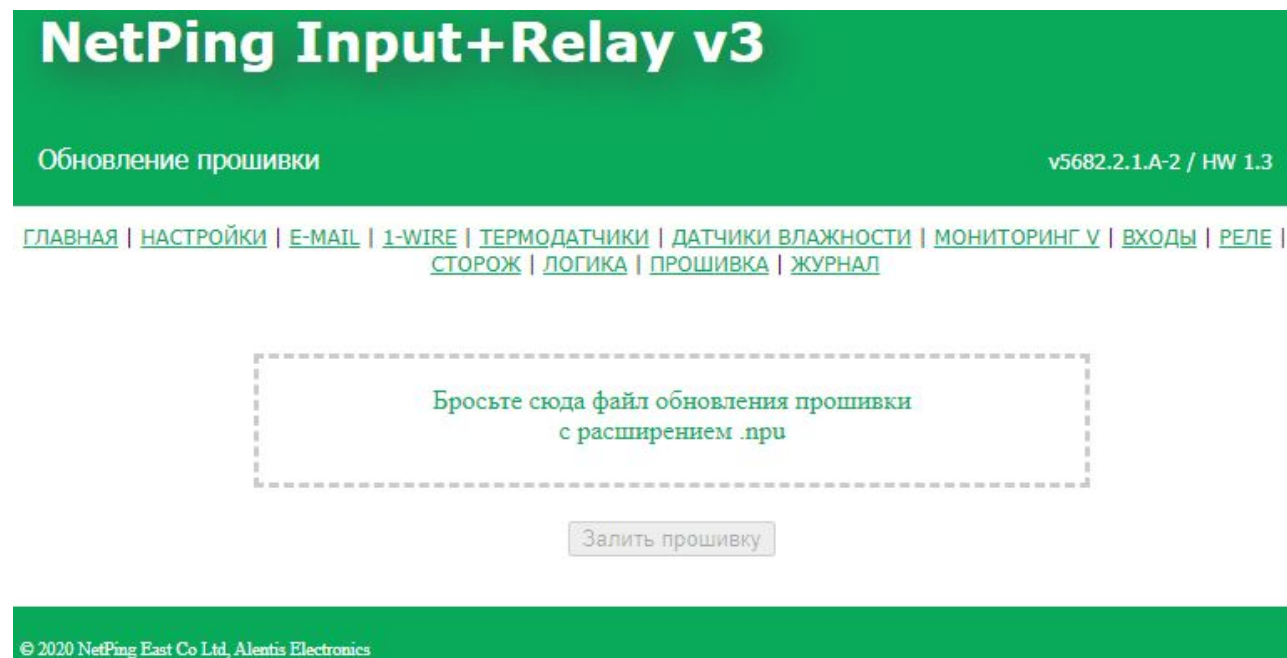 NetPing Input+Relay v3
Обновление прошивки
v5682.2.1.A-2 / HW 1.3
ГЛАВНАЯ | НАСТРОЙКИ | E-MAIL | 1-WIRE | ТЕРМОДАТЧИКИ | ДАТЧИКИ ВЛАЖНОСТИ | МОНИТОРИНГ V | ВХОДЫ | РЕЛЕ |
СТОРОЖ | ЛОГИКА | ПРОШИВКА | ЖУРНАЛ
Бросьте сюда файл обновления прошивки
с расширением .npu
Залить прошивку
© 2020 NetPing East Co Ltd, Alentis Electronics